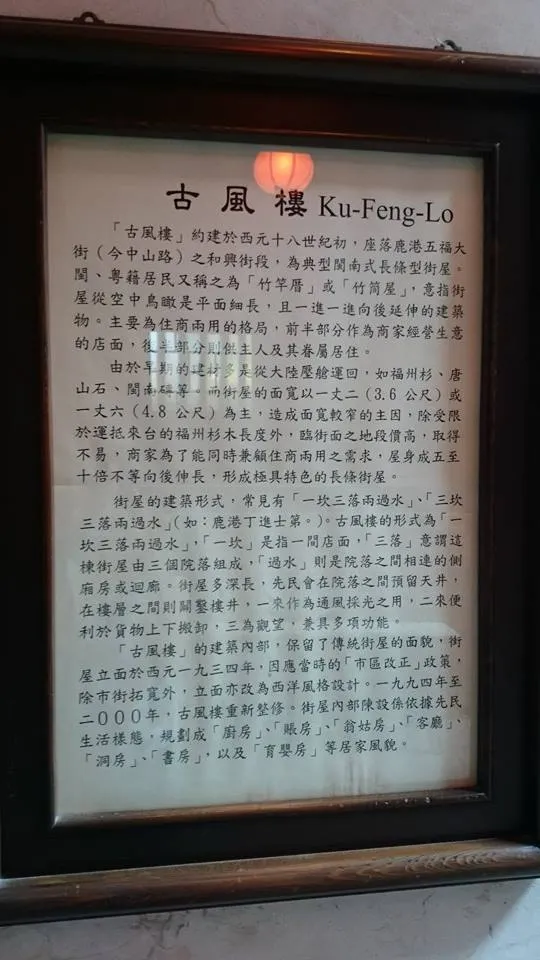 古風樓 Ku-Feng-Lo
「古風樓」約建於西元十八世紀初，座落鹿港五福大
街（今中山路）之和興街段，為典型閩南式長條型街屋。
閩、粵籍居民又稱之為「竹竿厝」或「竹筒屋」，意指街
屋從空中鳥瞰是平面細長，且一進一進向後延伸的建築
物。主要為住商兩用的格局，前半部分作為商家經營生意
的店面，後半部分則供主人及其眷屬居住。
由於早期的建材多是從大陸壓艙運回，如福州杉、唐
山石、閩南磚等。而街屋的面寬以一丈二（3.6 公尺）或
一丈六（4.8 公尺）為主，造成面寬較窄的主因，除受限
於運抵來台的福州杉木長度外，臨街面之地段價高，取得
不易，商家為了能同時兼顧住商兩用之需求，屋身成五至
十倍不等向後伸長，形成極具特色的長條街屋。
街屋的建築形式，常見有「一坎三落兩過水」、「三坎
三落兩過水」（如：鹿港丁進士第。）。古風樓的形式為「一
坎三落兩過水」，「一坎」是指一間店面，「三落」意謂這
棟街屋由三個院落組成，「過水」則是院落之間相連的側
廂房或迴廊。街屋多深長，先民會在院落之間預留天井，
在樓層之間則關鑿樓井，一來作為通風採光之用，二來便
利於貨物上下搬卸，三為觀望，兼具多項功能。
「古風樓」的建築內部，保留了傳統街屋的面貌，街
屋立面於西元一九三四年，因應當時的「市區改正」政策，
除市街拓寬外，立面亦改為西洋風格設計。一九九四年至
二〇〇〇年，古風樓重新整修。街屋內部陳設係依據先民
生活樣態，規劃成「廚房」、「賬房」、「翁姑房」、「客廳」、
「洞房」、「書房」，以及「育嬰房」等居家風貌。